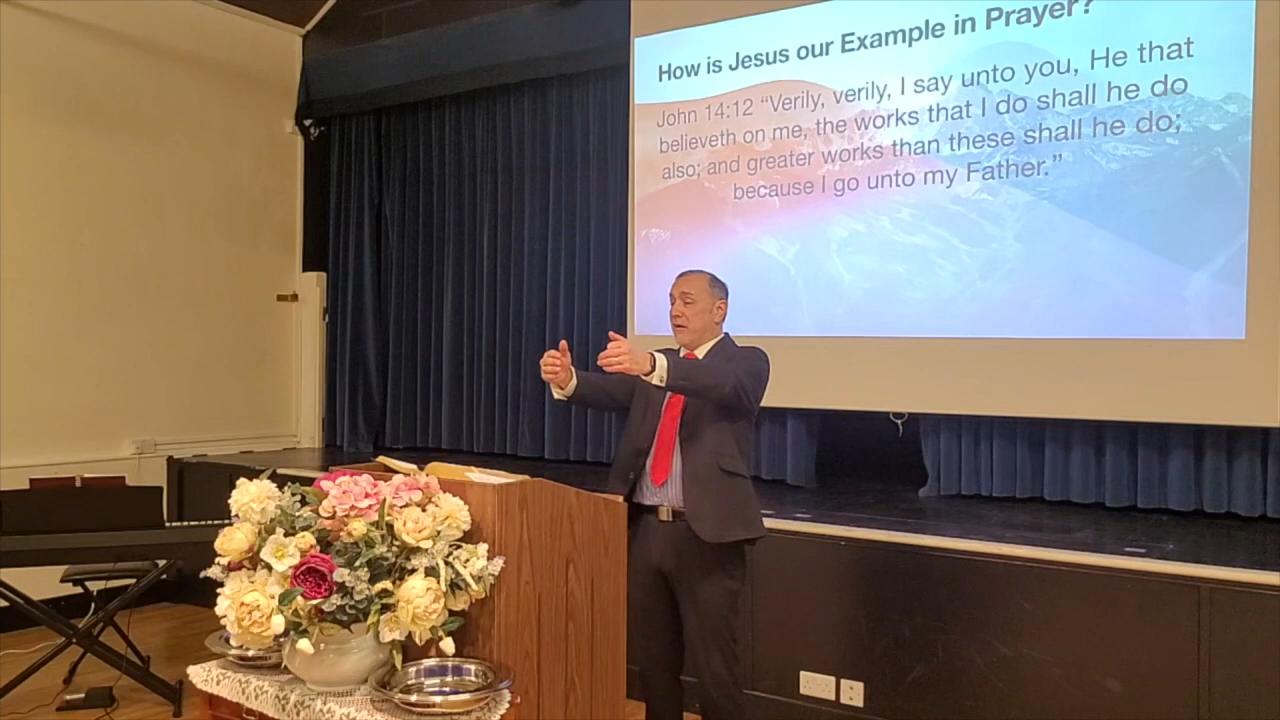 How is Jesus our Example in Prayer?
John 14:12 “Verily, verily, I say unto you, He that
believeth on me, the works that I do shall he do
also; and greater works than these shall he do;
because I go unto my Father.”